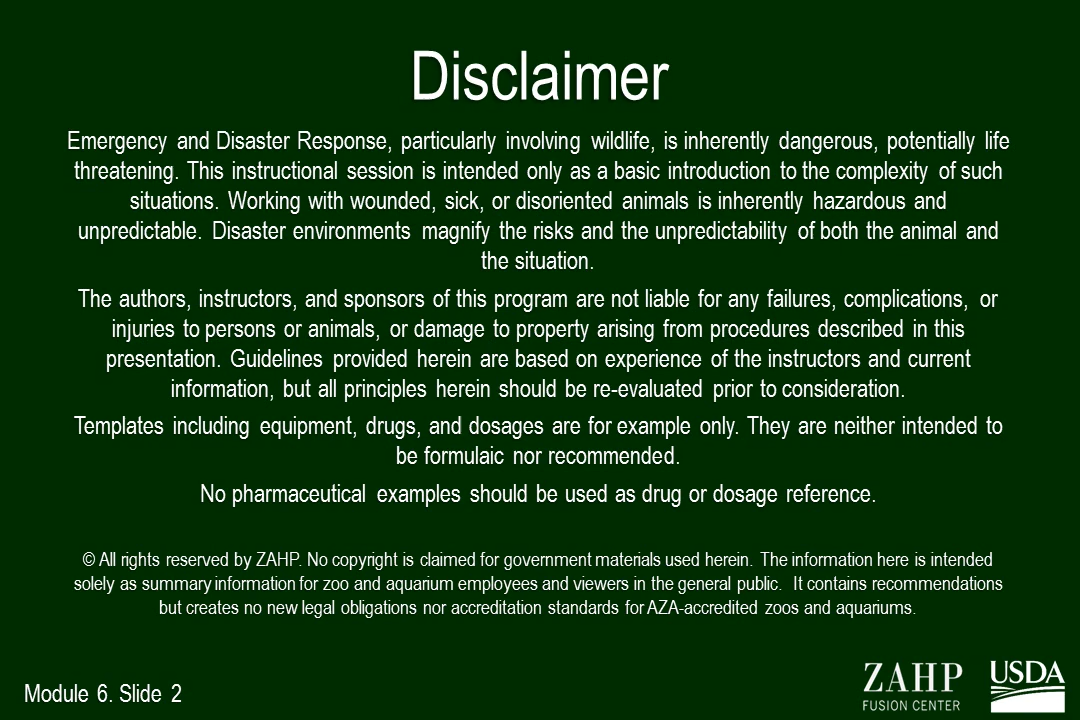 Disclaimer
Emergency and Disaster Response, particularly involving wildlife, is inherently dangerous, potentially life
threatening. This instructional session is intended only as a basic introduction to the complexity of such
situations. Working with wounded, sick, or disoriented animals is inherently hazardous and
unpredictable. Disaster environments magnify the risks and the unpredictability of both the animal and
the situation.
The authors, instructors, and sponsors of this program are not liable for any failures, complications, or
injuries to persons or animals, or damage to property arising from procedures described in this
presentation. Guidelines provided herein are based on experience of the instructors and current
information, but all principles herein should be re-evaluated prior to consideration.
Templates including equipment, drugs, and dosages are for example only. They are neither intended to
be formulaic nor recommended.
No pharmaceutical examples should be used as drug or dosage reference.
© All rights reserved by ZAHP. No copyright is claimed for government materials used herein. The information here is intended
solely as summary information for zoo and aquarium employees and viewers in the general public. It contains recommendations
but creates no new legal obligations nor accreditation standards for AZA-accredited zoos and aquariums.
Module 6. Slide 2
ZAHP
FUSION CENTER
USDA